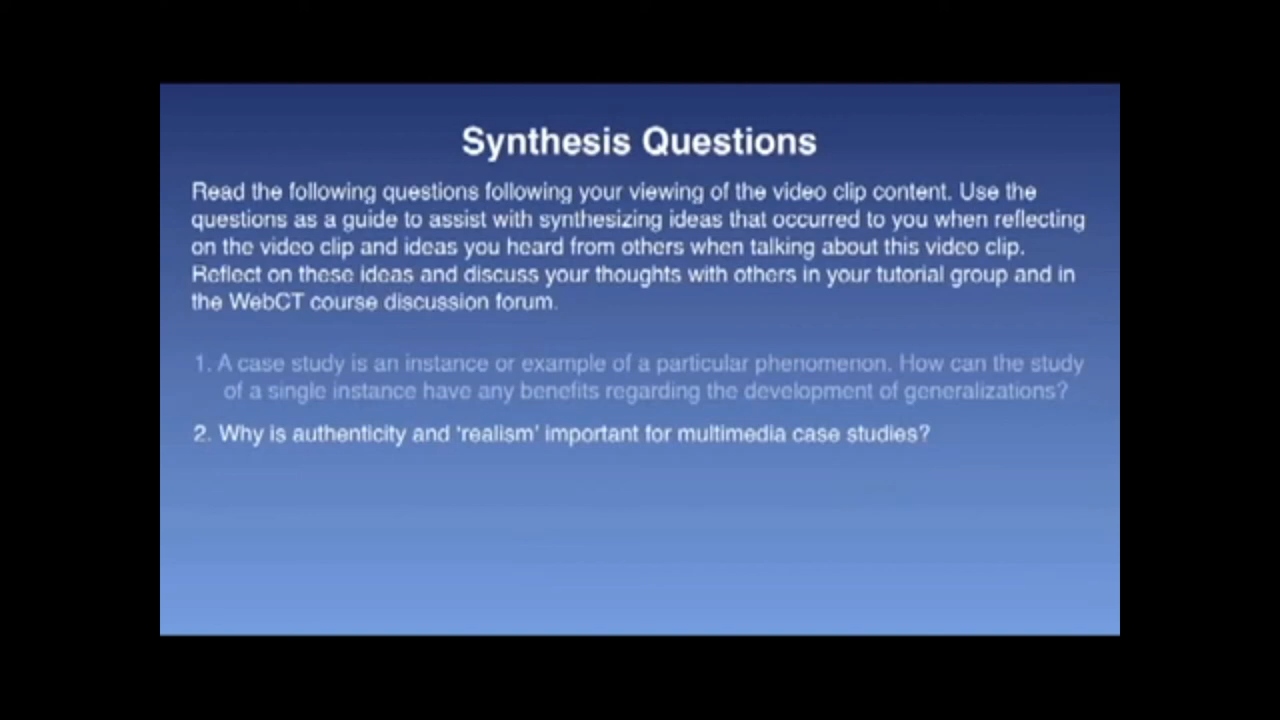 Synthesis Questions
Read the following questions following your viewing of the video clip content. Use the
questions as a guide to assist with synthesizing ideas that occurred to you when reflecting
on the video clip and ideas you heard from others when talking about this video clip.
Reflect on these ideas and discuss your thoughts with others in your tutorial group and in
the WebCT course discussion forum.
1. A case study is an instance or example of a particular phenomenon. How can the study
of a single instance have any benefits regarding the development of generalizations?
2. Why is authenticity and ‘realism’ important for multimedia case studies?